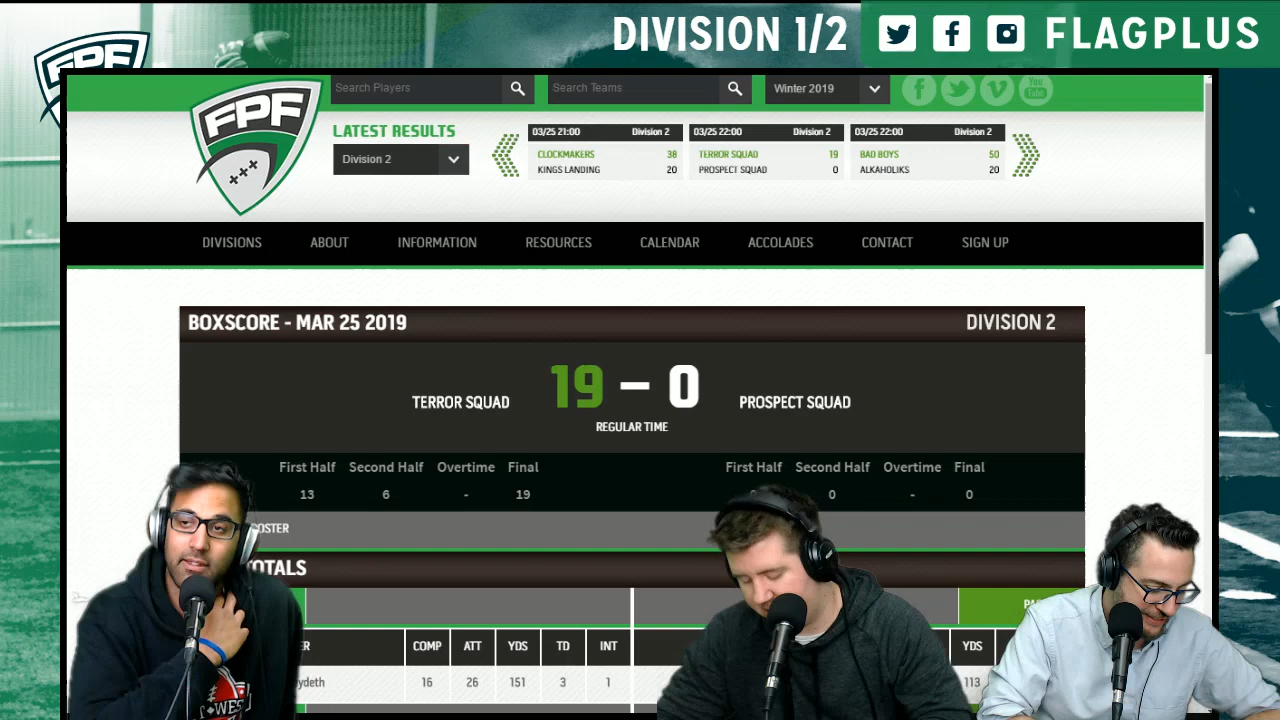 DIVISION 1/2
FLAGPLUS
FPF
Search Players
Search Teams
Winter 2019
You
Tube
FPF
LATEST RESULTS
Division 2
03/25 21:00 Division 2
CLOCKMAKERS 38
KINGS LANDING 20
03/25 22:00 Division 2
TERROR SQUAD 19
PROSPECT SQUAD 0
03/25 22:00 Division 2
BAD BOYS 50
ALKAHOLIKS 20
DIVISIONS ABOUT INFORMATION RESOURCES CALENDAR ACCOLADES CONTACT SIGN UP
BOXSCORE - MAR 25 2019 DIVISION 2
TERROR SQUAD 19 – 0 PROSPECT SQUAD
REGULAR TIME
First Half Second Half Overtime Final First Half Second Half Overtime Final
13 6 - 19 0 - 0
COMP ATT YDS TD INT YDS
16 26 151 3 1 113